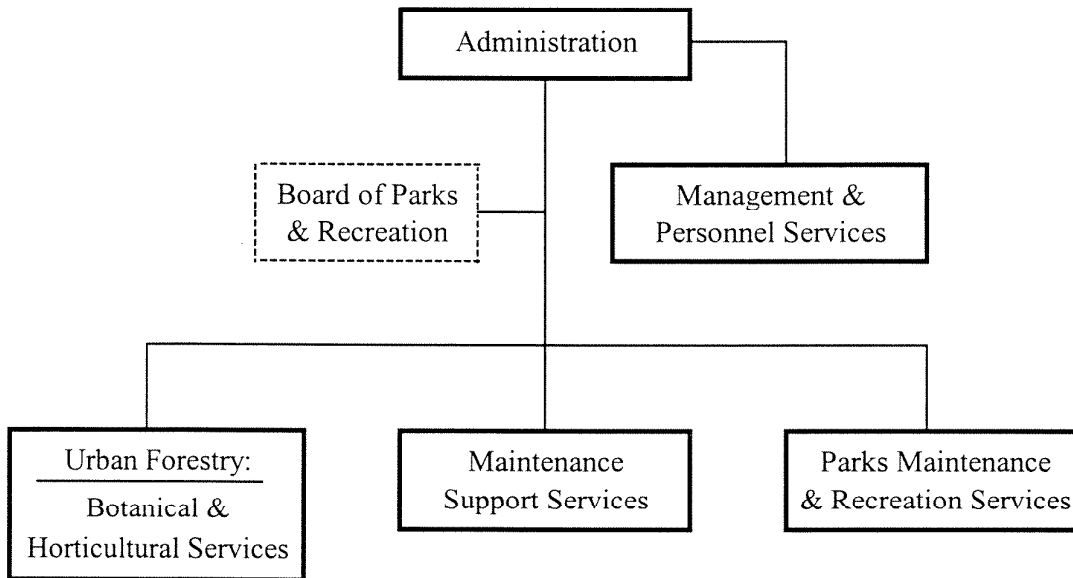 Administration
Board of Parks
& Recreation
Management &
Personnel Services
Urban Forestry:
Botanical &
Horticultural Services
Maintenance
Support Services
Parks Maintenance
& Recreation Services